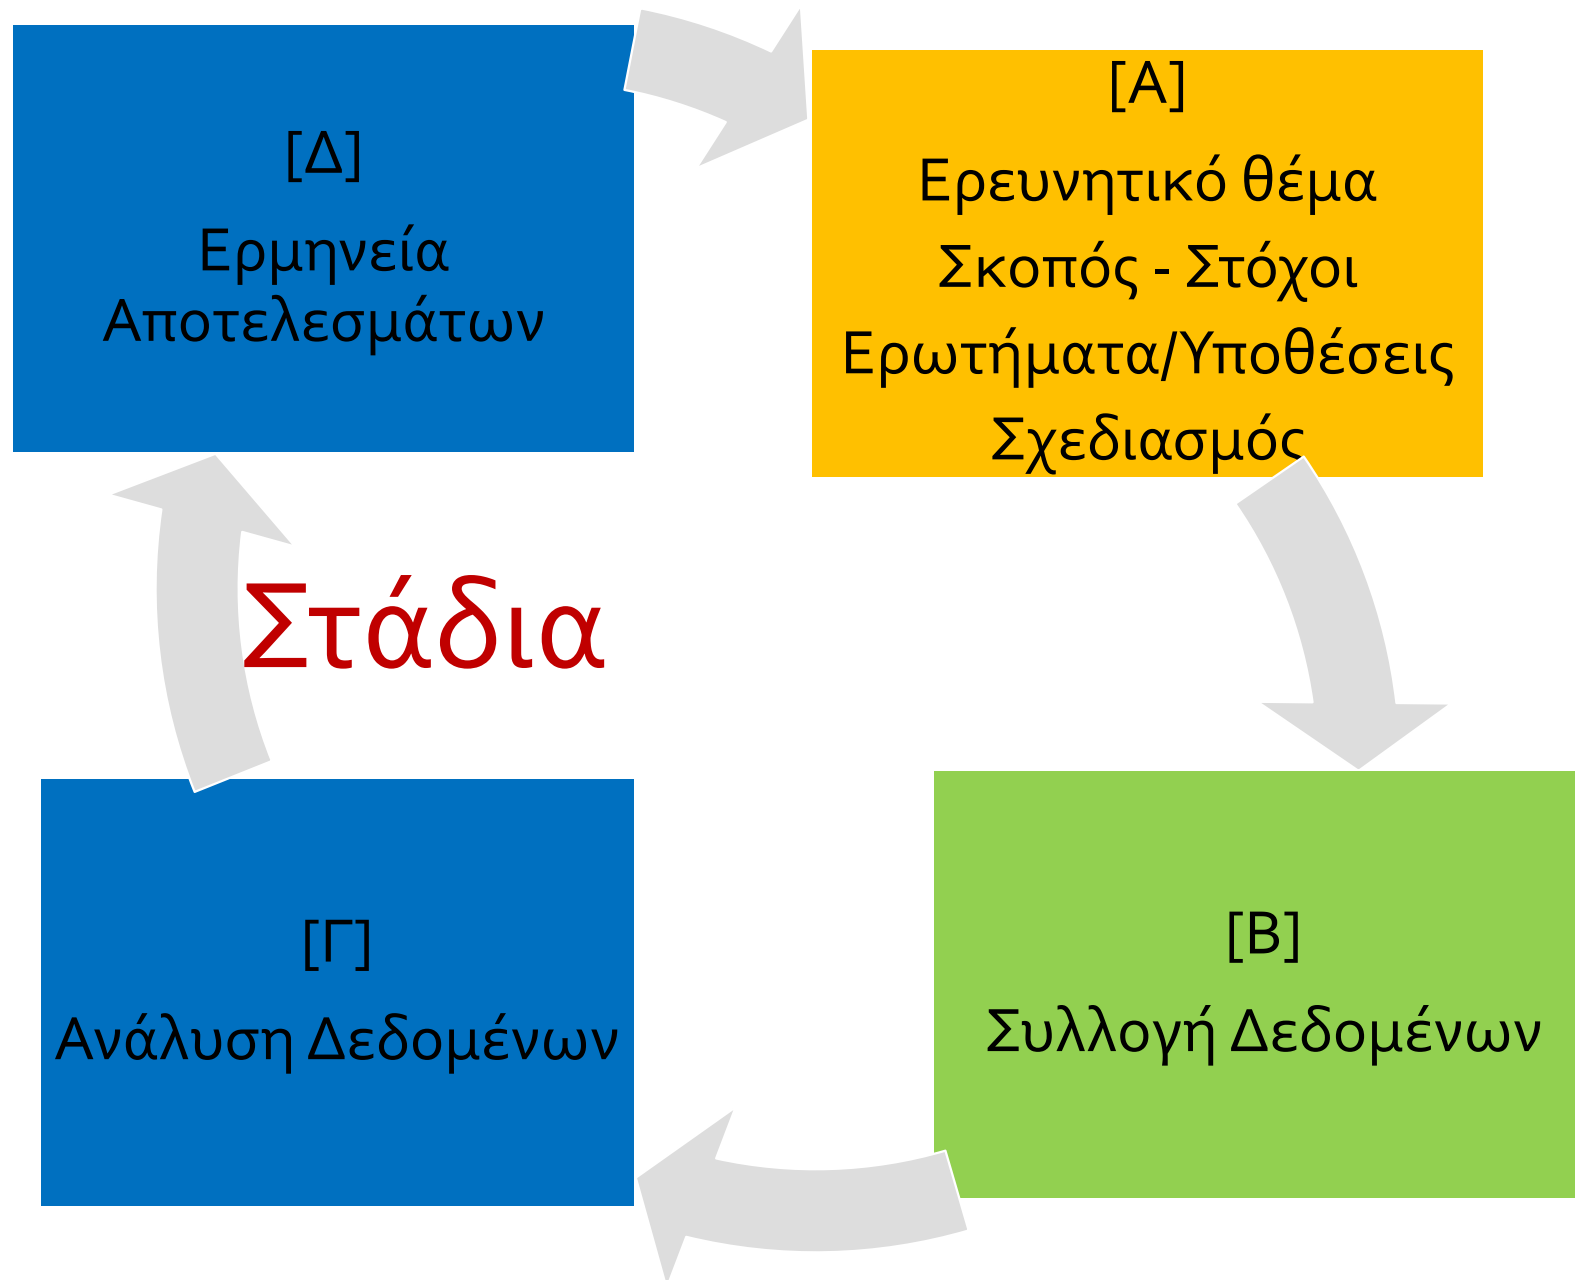 [Δ]
Ερμηνεία
Αποτελεσμάτων
[Α]
Ερευνητικό θέμα
Σκοπός - Στόχοι
Ερωτήματα/Υποθέσεις
Σχεδιασμός
Στάδια
[Γ]
Ανάλυση Δεδομένων
[Β]
Συλλογή Δεδομένων